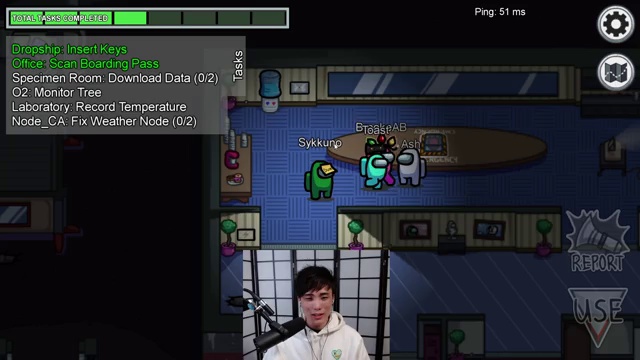 TOTAL TASKS COMPLETED
Ping: 51 ms
Dropship: Insert Keys
Office: Scan Boarding Pass
Specimen Room: Download Data (0/2)
O2: Monitor Tree
Laboratory: Record Temperature
Node_CA: Fix Weather Node (0/2)
Tasks
BrookeAB
Toast
Sykkuno
Ash
REPORT
USE